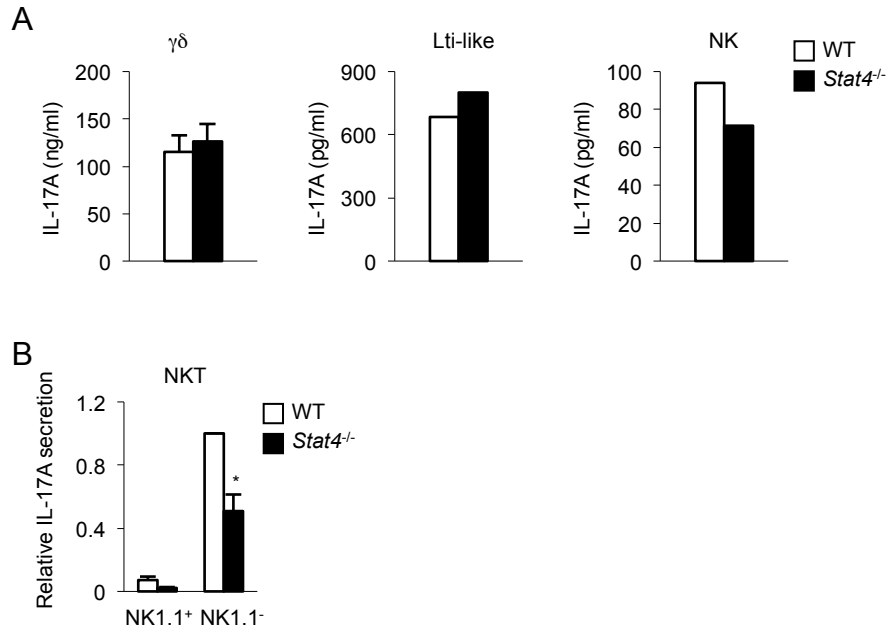 A
γδ
Lti-like
NK
WT
Stat4-/-
IL-17A (ng/ml)
200
150
100
50
0
IL-17A (pg/ml)
900
600
300
0
IL-17A (pg/ml)
100
80
60
40
20
0
B
NKT
WT
Stat4-/-
Relative IL-17A secretion
1.2
0.8
0.4
0
*
NK1.1+ NK1.1-